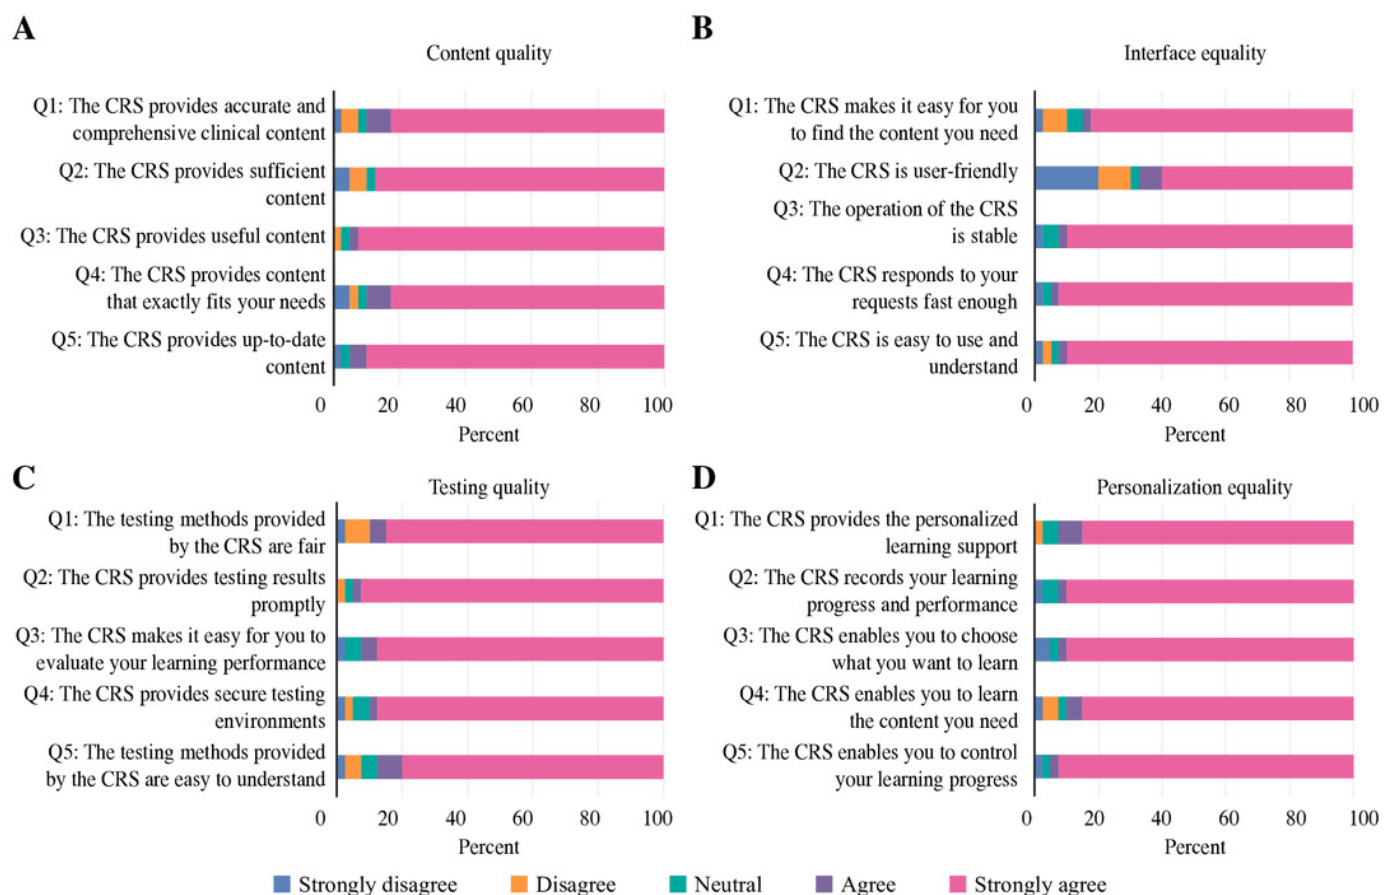 A
Content quality
Q1: The CRS provides accurate and
comprehensive clinical content
Q2: The CRS provides sufficient
content
Q3: The CRS provides useful content
Q4: The CRS provides content
that exactly fits your needs
Q5: The CRS provides up-to-date
content
0 20 40 60 80 100
Percent
B
Interface equality
Q1: The CRS makes it easy for you
to find the content you need
Q2: The CRS is user-friendly
Q3: The operation of the CRS
is stable
Q4: The CRS responds to your
requests fast enough
Q5: The CRS is easy to use and
understand
0 20 40 60 80 100
Percent
C
Testing quality
Q1: The testing methods provided
by the CRS are fair
Q2: The CRS provides testing results
promptly
Q3: The CRS makes it easy for you to
evaluate your learning performance
Q4: The CRS provides secure testing
environments
Q5: The testing methods provided
by the CRS are easy to understand
0 20 40 60 80 100
Percent
D
Personalization equality
Q1: The CRS provides the personalized
learning support
Q2: The CRS records your learning
progress and performance
Q3: The CRS enables you to choose
what you want to learn
Q4: The CRS enables you to learn
the content you need
Q5: The CRS enables you to control
your learning progress
0 20 40 60 80 100
Percent
Strongly disagree Disagree Neutral Agree Strongly agree